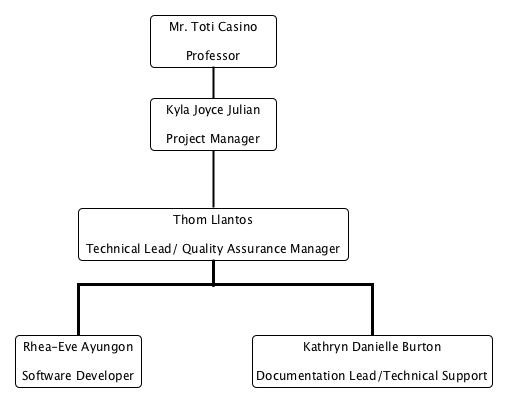 Mr. Toti Casino
Professor
Kyla Joyce Julian
Project Manager
Thom Llantos
Technical Lead/ Quality Assurance Manager
Rhea-Eve Ayungon
Software Developer
Kathryn Danielle Burton
Documentation Lead/Technical Support